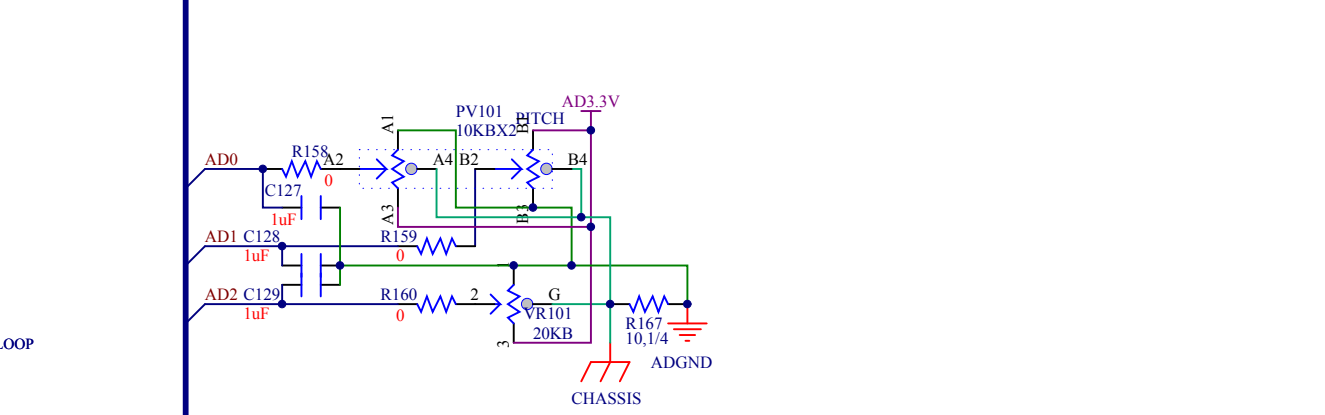 AD3.3V
PV101
PITCH
10KBX2
A1
B1
R158
AD0
A2
A4
B2
B4
0
C127
1uF
A3
B3
AD1
C128
R159
1uF
0
1
AD2
C129
R160
2
G
1uF
0
VR101
20KB
3
R167
10,1/4
LOOP
ADGND
CHASSIS